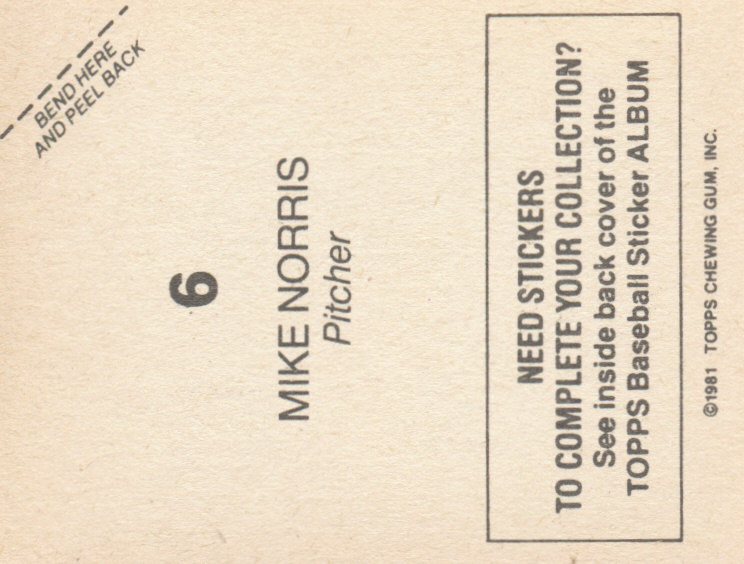 BEND HERE
AND PEEL BACK
6
MIKE NORRIS
Pitcher
NEED STICKERS
TO COMPLETE YOUR COLLECTION?
See inside back cover of the
TOPPS Baseball Sticker ALBUM
©1981 TOPPS CHEWING GUM, INC.